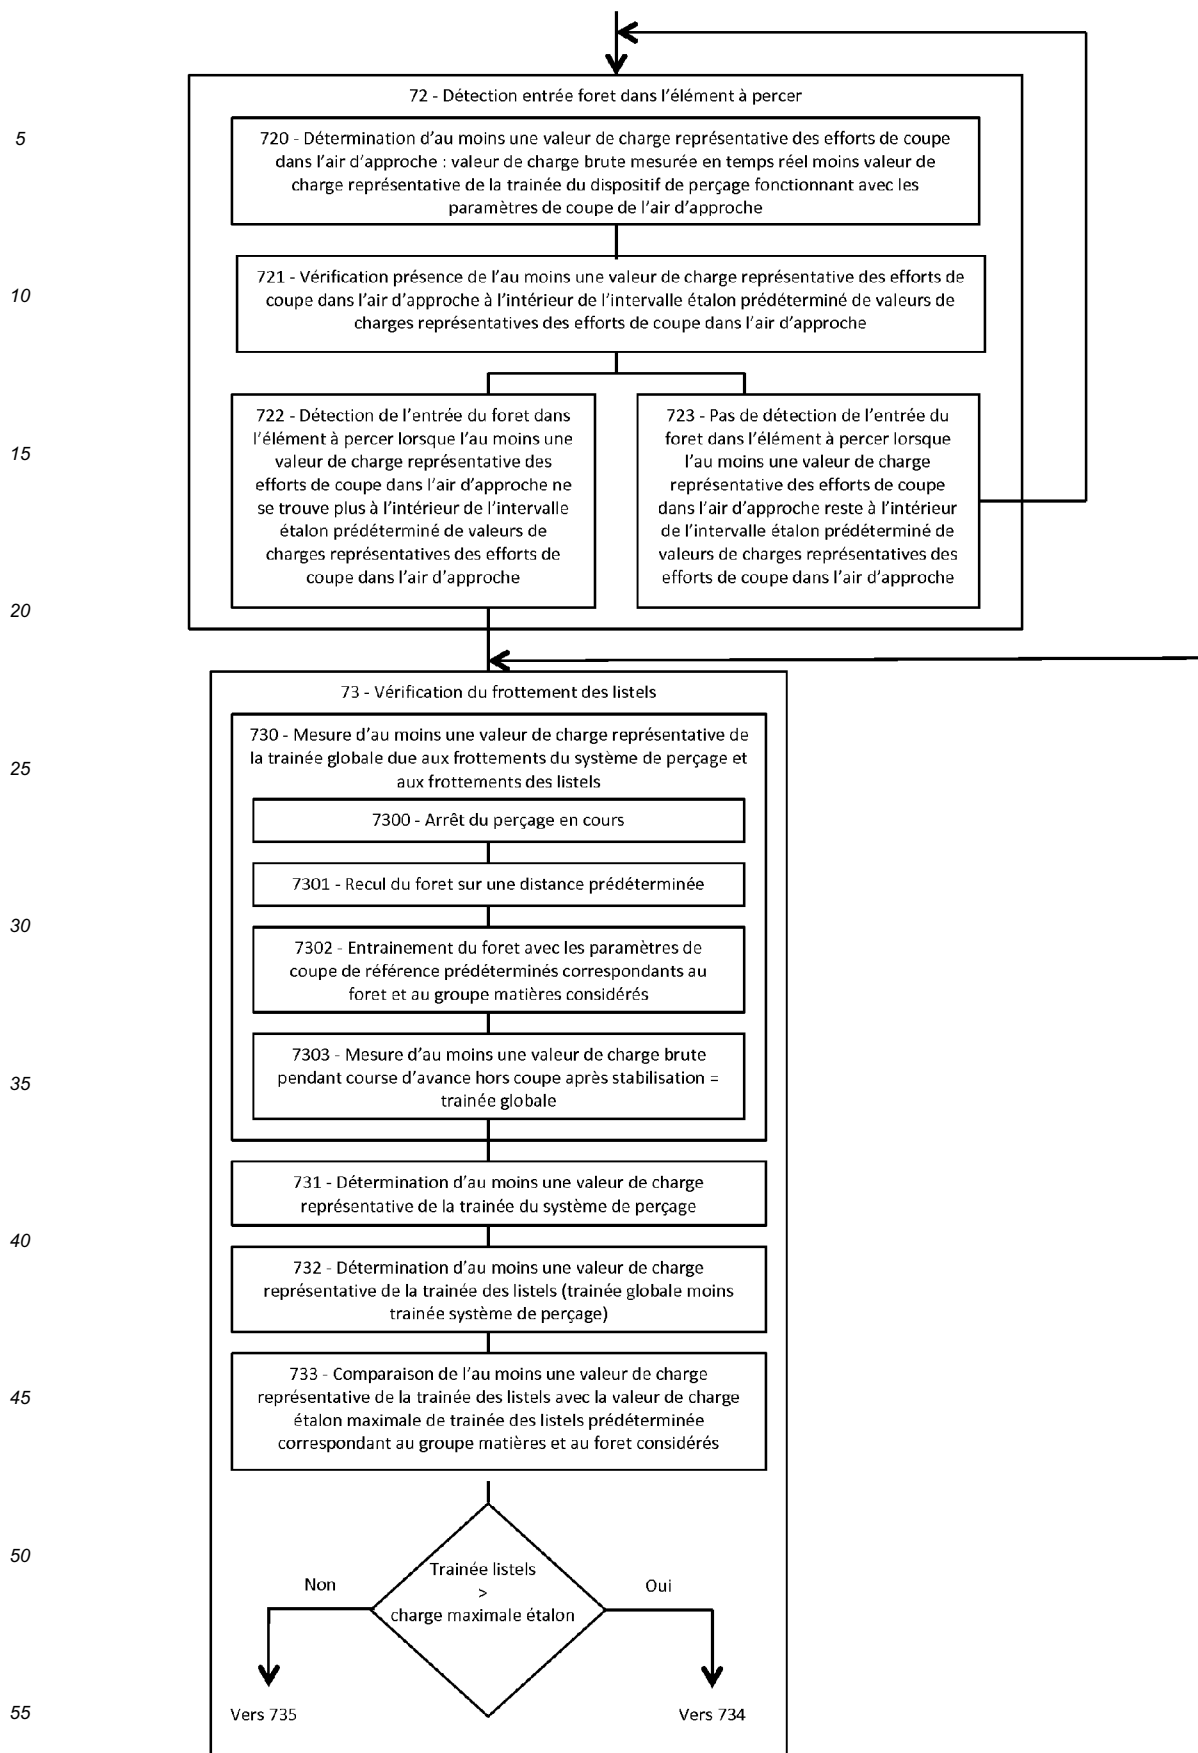 72 - Détection entrée foret dans l'élément à percer
5
720 - Détermination d'au moins une valeur de charge représentative des efforts de coupe
dans l'air d'approche : valeur de charge brute mesurée en temps réel moins valeur de
charge représentative de la trainée du dispositif de perçage fonctionnant avec les
paramètres de coupe de l'air d'approche
10
721 - Vérification présence de l'au moins une valeur de charge représentative des efforts de
coupe dans l'air d'approche à l'intérieur de l'intervalle étalon prédéterminé de valeurs de
charges représentatives des efforts de coupe dans l'air d'approche
15
722 - Détection de l'entrée du foret dans
l'élément à percer lorsque l'au moins une
valeur de charge représentative des
efforts de coupe dans l'air d'approche ne
se trouve plus à l'intérieur de l'intervalle
étalon prédéterminé de valeurs de
charges représentatives des efforts de
coupe dans l'air d'approche
723 - Pas de détection de l'entrée du
foret dans l'élément à percer lorsque
l'au moins une valeur de charge
représentative des efforts de coupe
dans l'air d'approche reste à l'intérieur
de l'intervalle étalon prédéterminé de
valeurs de charges représentatives des
efforts de coupe dans l'air d'approche
20
73 - Vérification du frottement des listels
25
730 - Mesure d'au moins une valeur de charge représentative de
la trainée globale due aux frottements du système de perçage et
aux frottements des listels
7300 - Arrêt du perçage en cours
7301 - Recul du foret sur une distance prédéterminée
30
7302 - Entrainement du foret avec les paramètres de
coupe de référence prédéterminés correspondants au
foret et au groupe matières considérés
35
7303 - Mesure d'au moins une valeur de charge brute
pendant course d'avance hors coupe après stabilisation =
trainée globale
731 - Détermination d'au moins une valeur de charge
représentative de la trainée du système de perçage
40
732 - Détermination d'au moins une valeur de charge
représentative de la trainée des listels (trainée globale moins
trainée système de perçage)
45
733 - Comparaison de l'au moins une valeur de charge
représentative de la trainée des listels avec la valeur de charge
étalon maximale de trainée des listels prédéterminée
correspondant au groupe matières et au foret considérés
50
Trainée listels
>
charge maximale étalon
Non
Oui
55
Vers 735
Vers 734